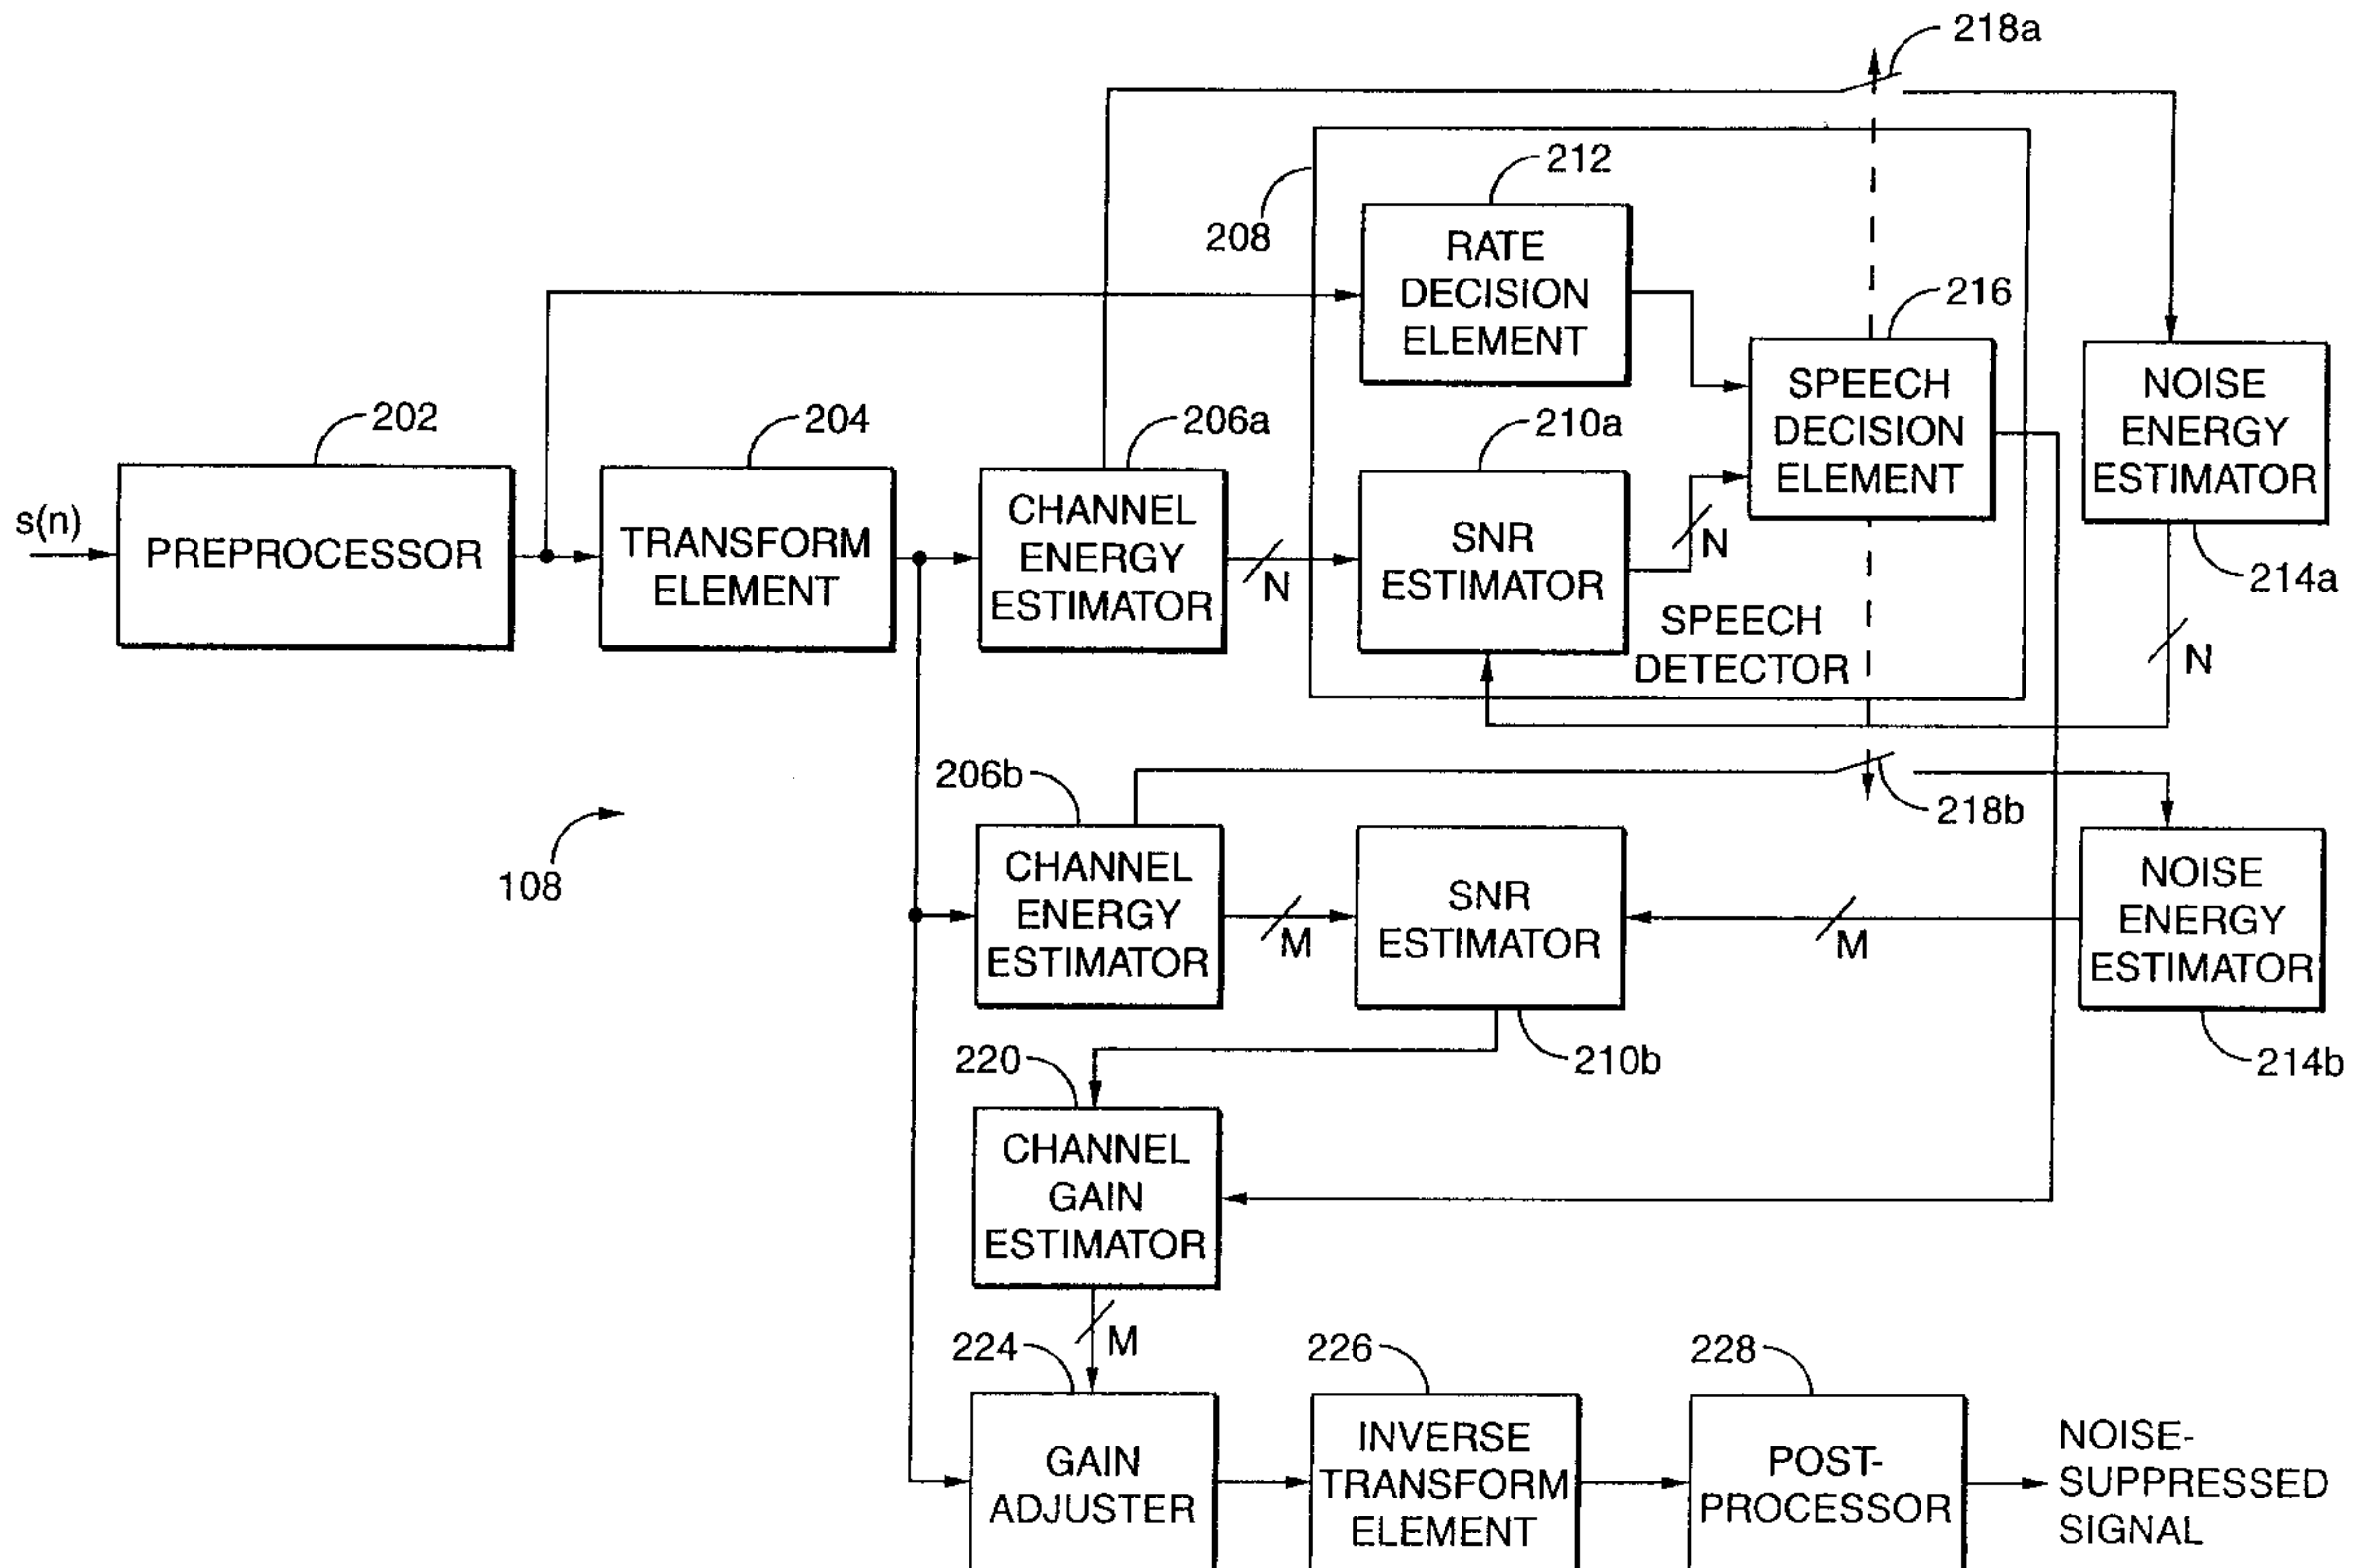 218a
212
208
RATE
DECISION
ELEMENT
216
202
204
206a
210a
SPEECH
DECISION
ELEMENT
NOISE
ENERGY
ESTIMATOR
s(n)
PREPROCESSOR
TRANSFORM
ELEMENT
CHANNEL
ENERGY
ESTIMATOR
N
SNR
ESTIMATOR
N
214a
SPEECH
DETECTOR
N
206b
218b
108
CHANNEL
ENERGY
ESTIMATOR
M
SNR
ESTIMATOR
M
NOISE
ENERGY
ESTIMATOR
220
210b
214b
CHANNEL
GAIN
ESTIMATOR
M
224
226
228
GAIN
ADJUSTER
INVERSE
TRANSFORM
ELEMENT
POST-
PROCESSOR
NOISE-
SUPPRESSED
SIGNAL